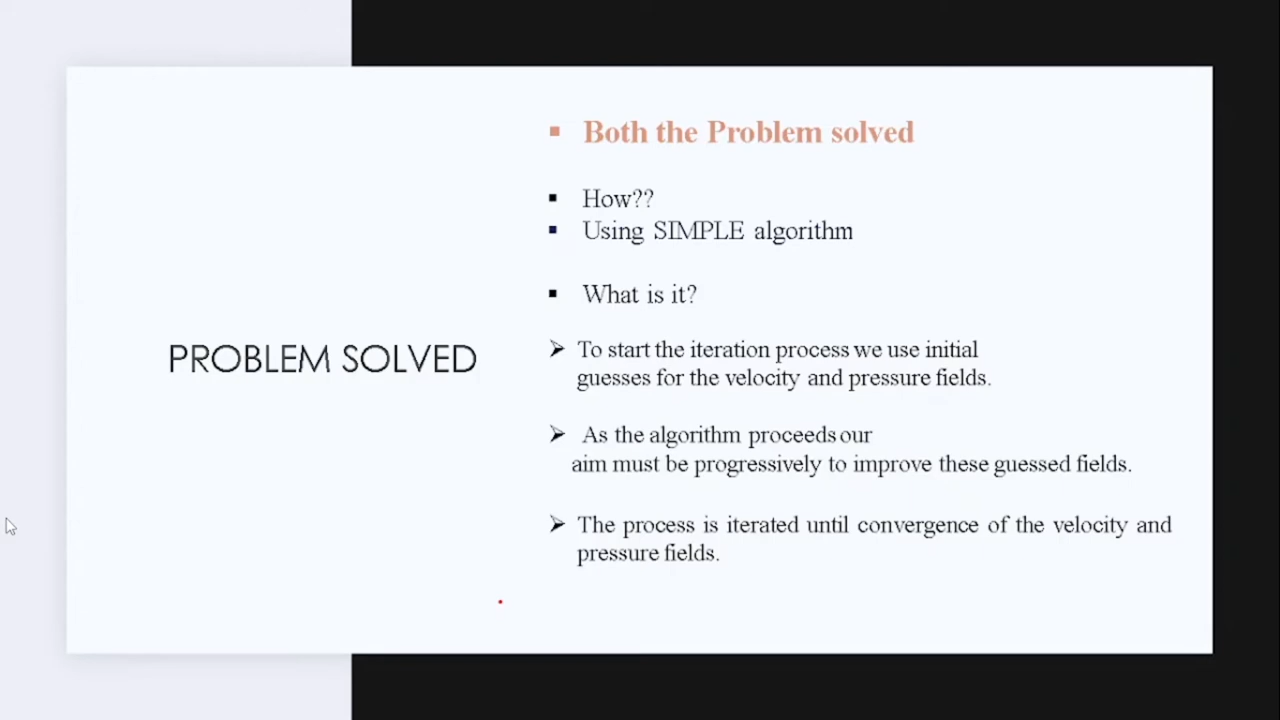 PROBLEM SOLVED
Both the Problem solved
How??
Using SIMPLE algorithm
What is it?
To start the iteration process we use initial
guesses for the velocity and pressure fields.
As the algorithm proceeds our
aim must be progressively to improve these guessed fields.
The process is iterated until convergence of the velocity and
pressure fields.